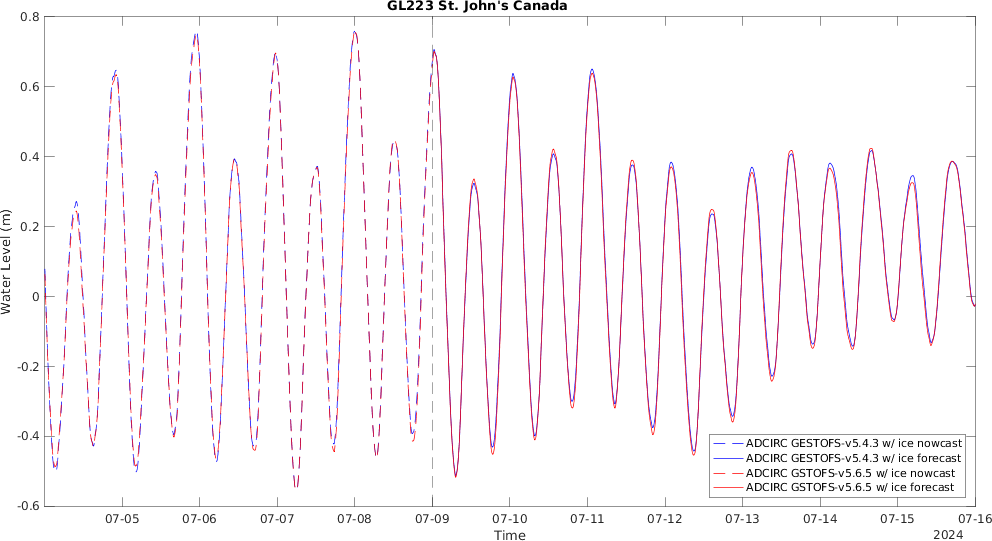 GL223 St. John's Canada
0.8
0.6
0.4
0.2
0
-0.2
-0.4
-0.6
Water Level (m)
07-05 07-06 07-07 07-08 07-09 07-10 07-11 07-12 07-13 07-14 07-15 07-16
Time
2024
ADCIRC GESTOFS-v5.4.3 w/ ice nowcast
ADCIRC GESTOFS-v5.4.3 w/ ice forecast
ADCIRC GSTOFS-v5.6.5 w/ ice nowcast
ADCIRC GSTOFS-v5.6.5 w/ ice forecast